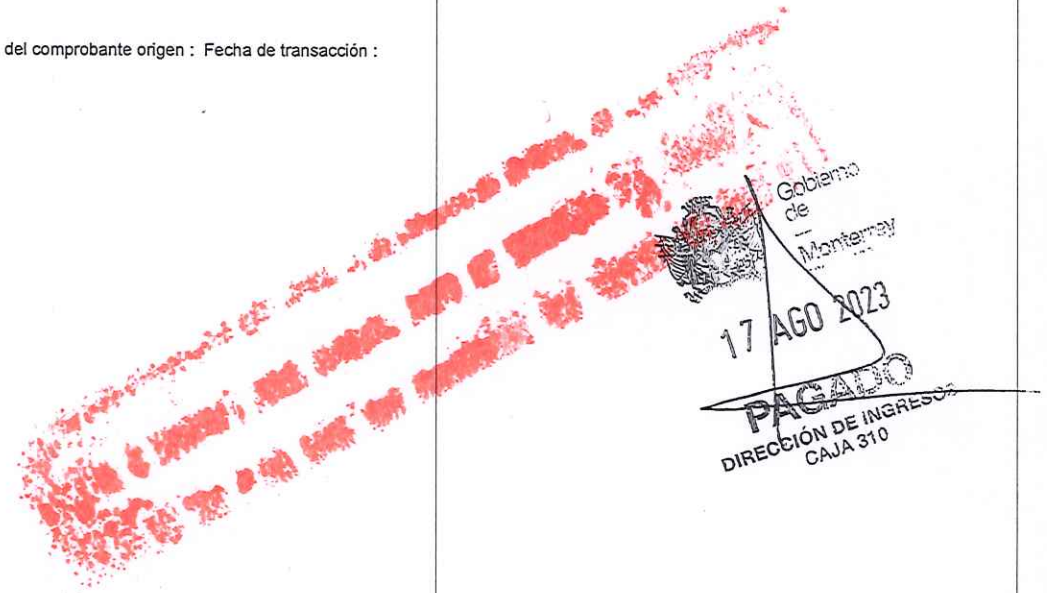 del comprobante origen : Fecha de transacción :
Gobierno
de
Monterrey
17 AGO 2023
PAGADO
DIRECCIÓN DE INGRESOS
CAJA 310